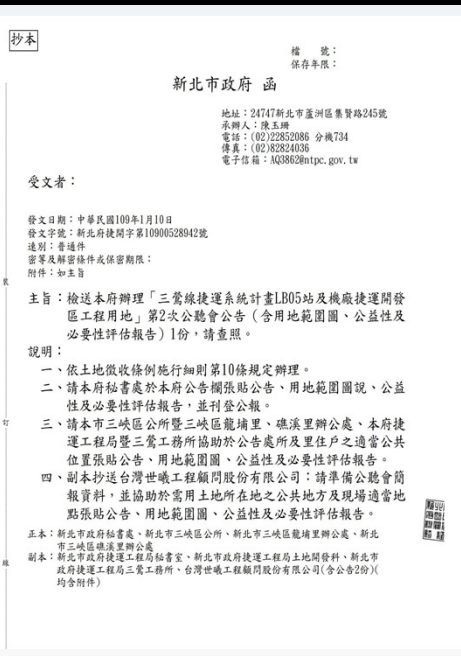 抄本
檔　　號：
保存年限：
新北市政府　函
地址：24747新北市蘆洲區集賢路245號
承辦人：陳玉珊
電話：(02)22852086 分機734
傳真：(02)82824036
電子信箱：AQ3862@ntpc.gov.tw
受文者：
發文日期：中華民國109年1月10日
發文字號：新北府捷開字第10900528942號
速別：普通件
密等及解密條件或保密期限：
附件：如主旨
主旨：檢送本府辦理「三鶯線捷運系統計畫LB05站及機廠捷運開發
區工程用地」第2次公聽會公告（含用地範圍圖、公益性及
必要性評估報告）1份，請查照。
說明：
一、依土地徵收條例施行細則第10條規定辦理。
二、請本府秘書處於本府公告欄張貼公告、用地範圍圖說、公益
性及必要性評估報告，並刊登公報。
三、請本市三峽區公所暨三峽區龍埔里、礁溪里辦公處、本府捷
運工程局暨三鶯工務所協助於公告處所及里住戶之適當公共
位置張貼公告、用地範圍圖、公益性及必要性評估報告。
四、副本抄送台灣世曦工程顧問股份有限公司：請準備公聽會簡
報資料，並協助於需用土地所在地之公共地方及現場適當地
點張貼公告、用地範圍圖、公益性及必要性評估報告。
正本：新北市政府秘書處、新北市三峽區公所、新北市三峽區龍埔里辦公處、新北
市三峽區礁溪里辦公處
副本：新北市政府捷運工程局秘書室、新北市政府捷運工程局土地開發科、新北市
政府捷運工程局三鶯工務所、台灣世曦工程顧問股份有限公司(含公告2份)(
均含附件)
裝
訂
線